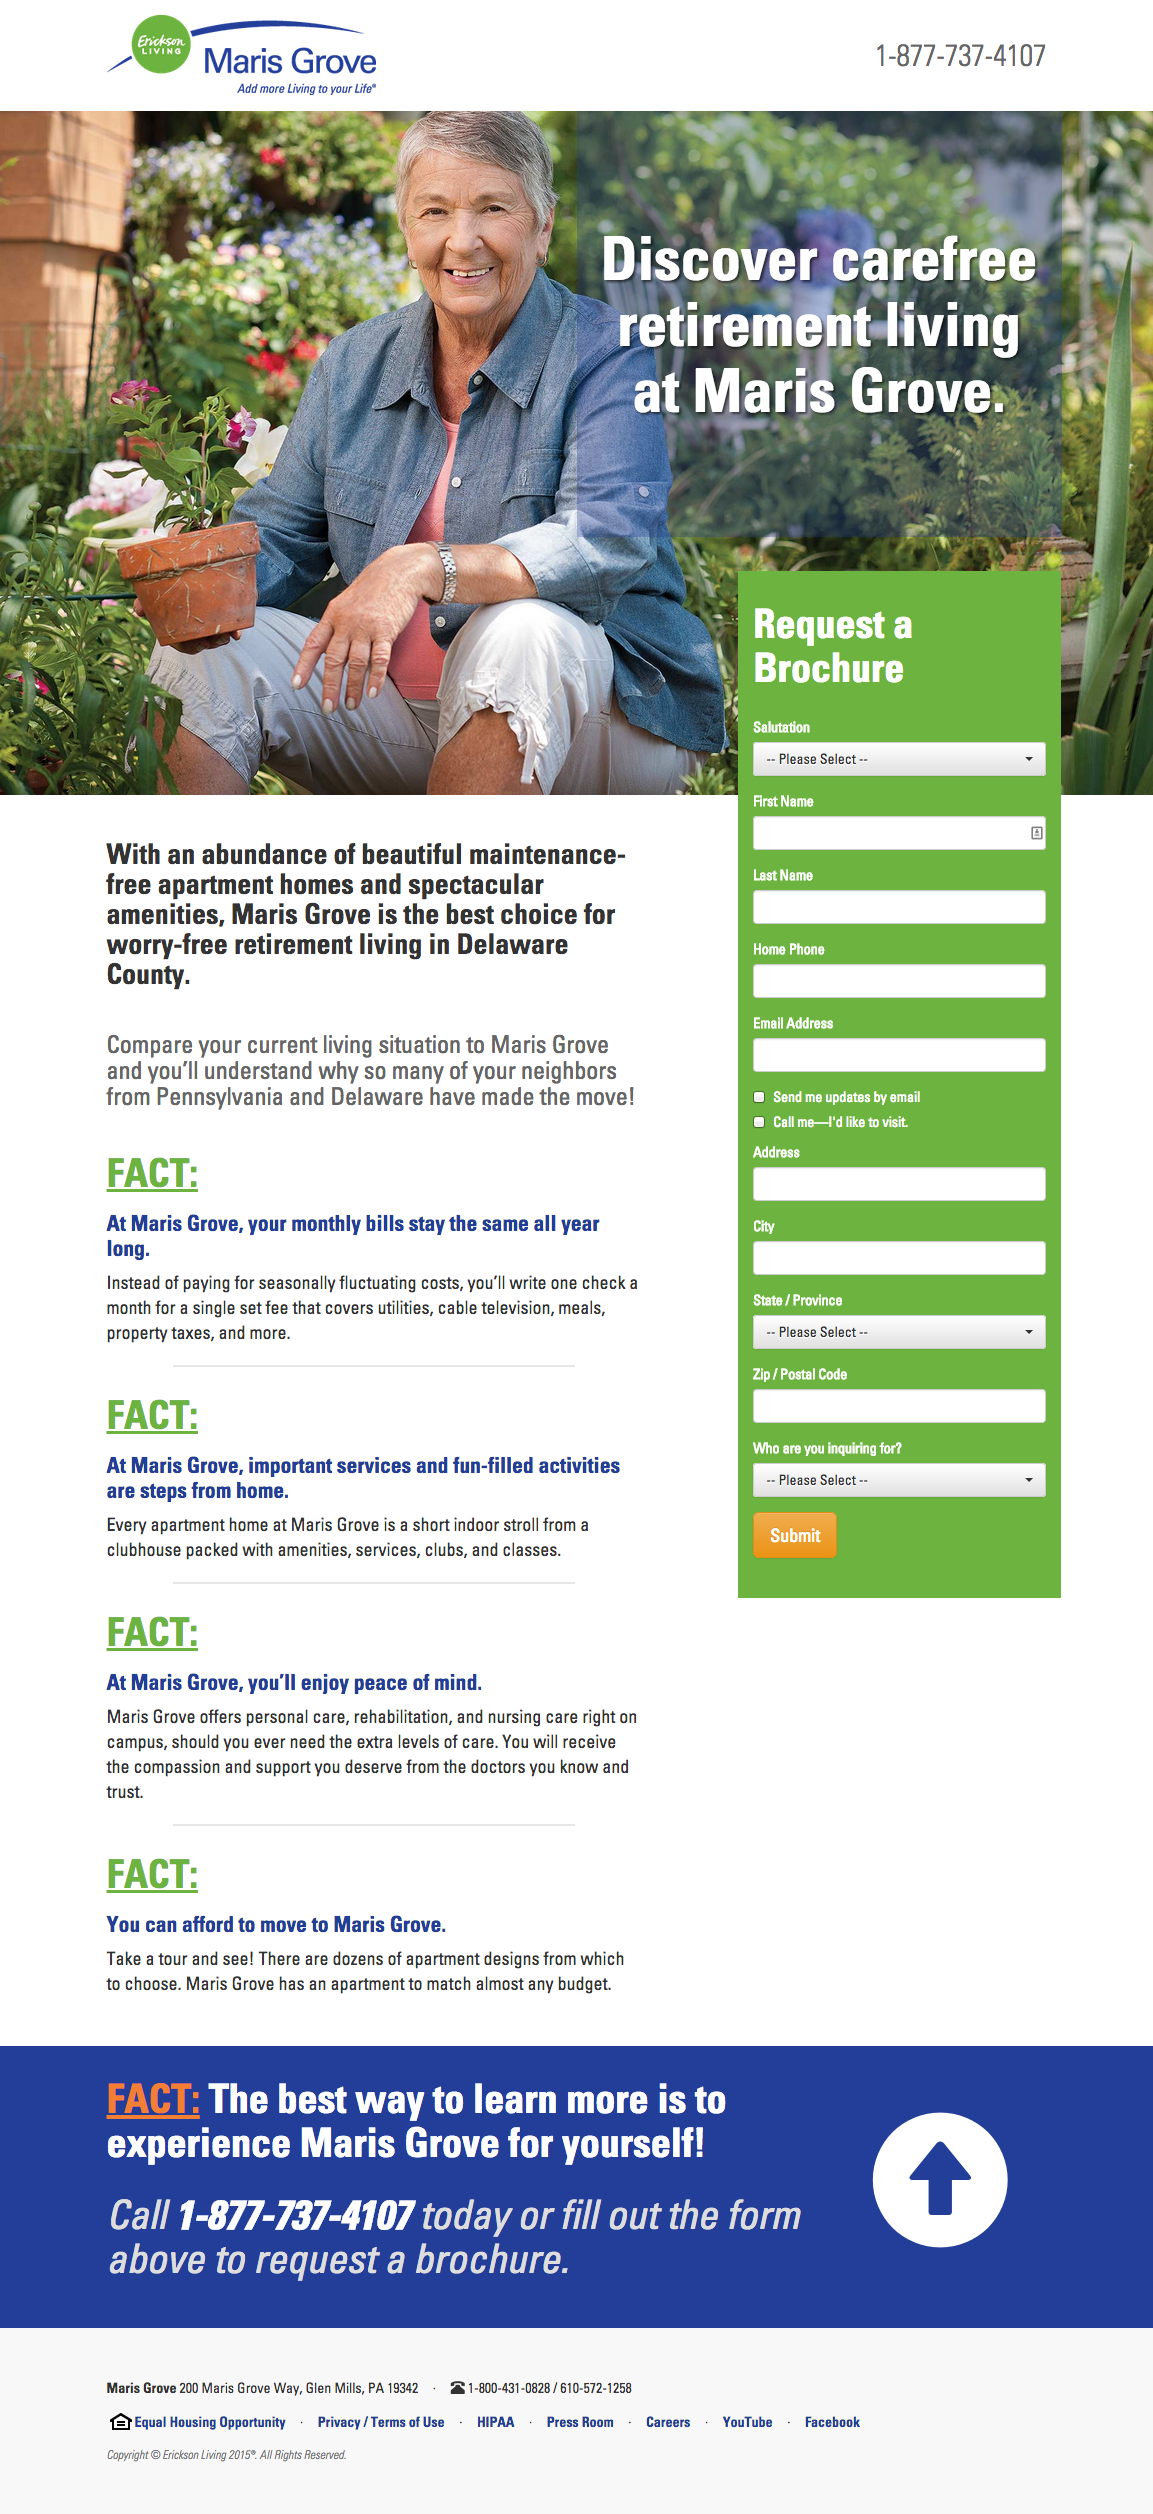 Erickson
LIVING
Maris Grove
Add more Living to your Life®
1-877-737-4107
Discover carefree
retirement living
at Maris Grove.
Request a
Brochure
Salutation
-- Please Select --
First Name
Last Name
Home Phone
Email Address
Send me updates by email
Call me—I'd like to visit.
Address
City
State / Province
-- Please Select --
Zip / Postal Code
Who are you inquiring for?
-- Please Select --
Submit
With an abundance of beautiful maintenance-
free apartment homes and spectacular
amenities, Maris Grove is the best choice for
worry-free retirement living in Delaware
County.
Compare your current living situation to Maris Grove
and you’ll understand why so many of your neighbors
from Pennsylvania and Delaware have made the move!
FACT:
At Maris Grove, your monthly bills stay the same all year
long.
Instead of paying for seasonally fluctuating costs, you’ll write one check a
month for a single set fee that covers utilities, cable television, meals,
property taxes, and more.
FACT:
At Maris Grove, important services and fun-filled activities
are steps from home.
Every apartment home at Maris Grove is a short indoor stroll from a
clubhouse packed with amenities, services, clubs, and classes.
FACT:
At Maris Grove, you’ll enjoy peace of mind.
Maris Grove offers personal care, rehabilitation, and nursing care right on
campus, should you ever need the extra levels of care. You will receive
the compassion and support you deserve from the doctors you know and
trust.
FACT:
You can afford to move to Maris Grove.
Take a tour and see! There are dozens of apartment designs from which
to choose. Maris Grove has an apartment to match almost any budget.
FACT: The best way to learn more is to
experience Maris Grove for yourself!
Call 1-877-737-4107 today or fill out the form
above to request a brochure.
Maris Grove 200 Maris Grove Way, Glen Mills, PA 19342 · 1-800-431-0828 / 610-572-1258
Equal Housing Opportunity · Privacy / Terms of Use · HIPAA · Press Room · Careers · YouTube · Facebook
Copyright © Erickson Living 2015®. All Rights Reserved.